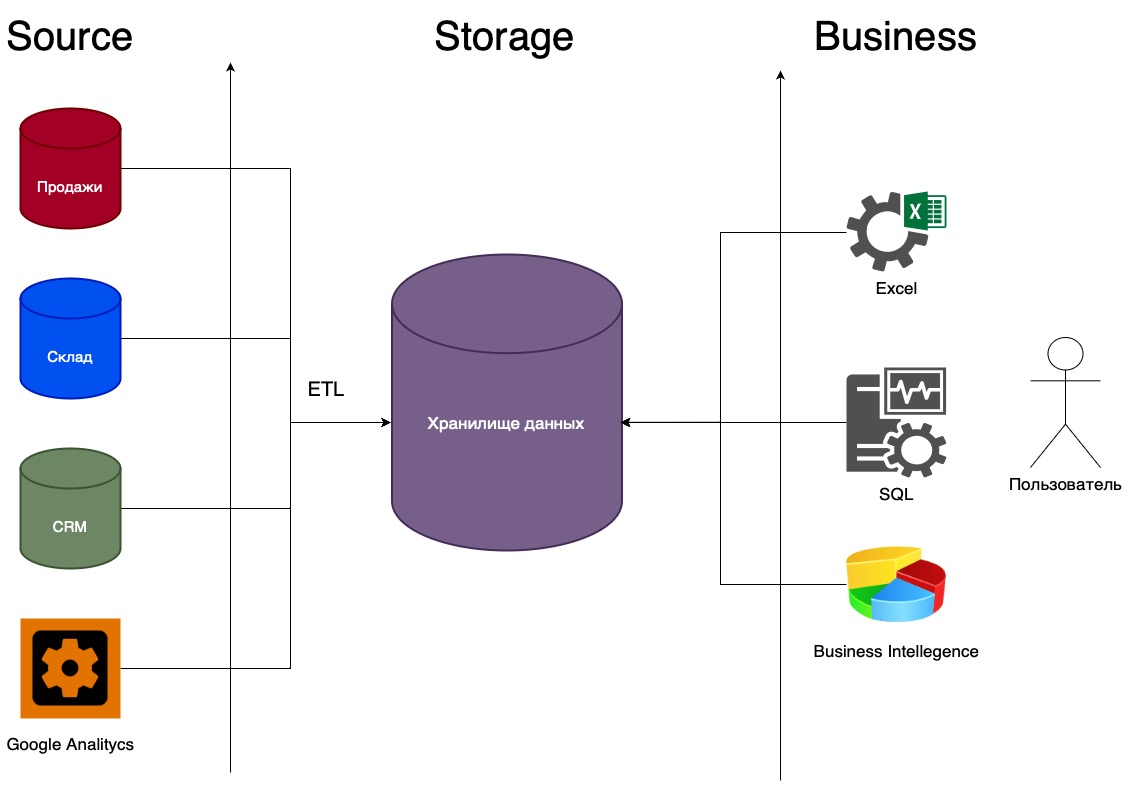 Source
Storage
Business
Продажи
Склад
CRM
Google Analitycs
ETL
Хранилище данных
X
Excel
SQL
Business Intellegence
Пользователь